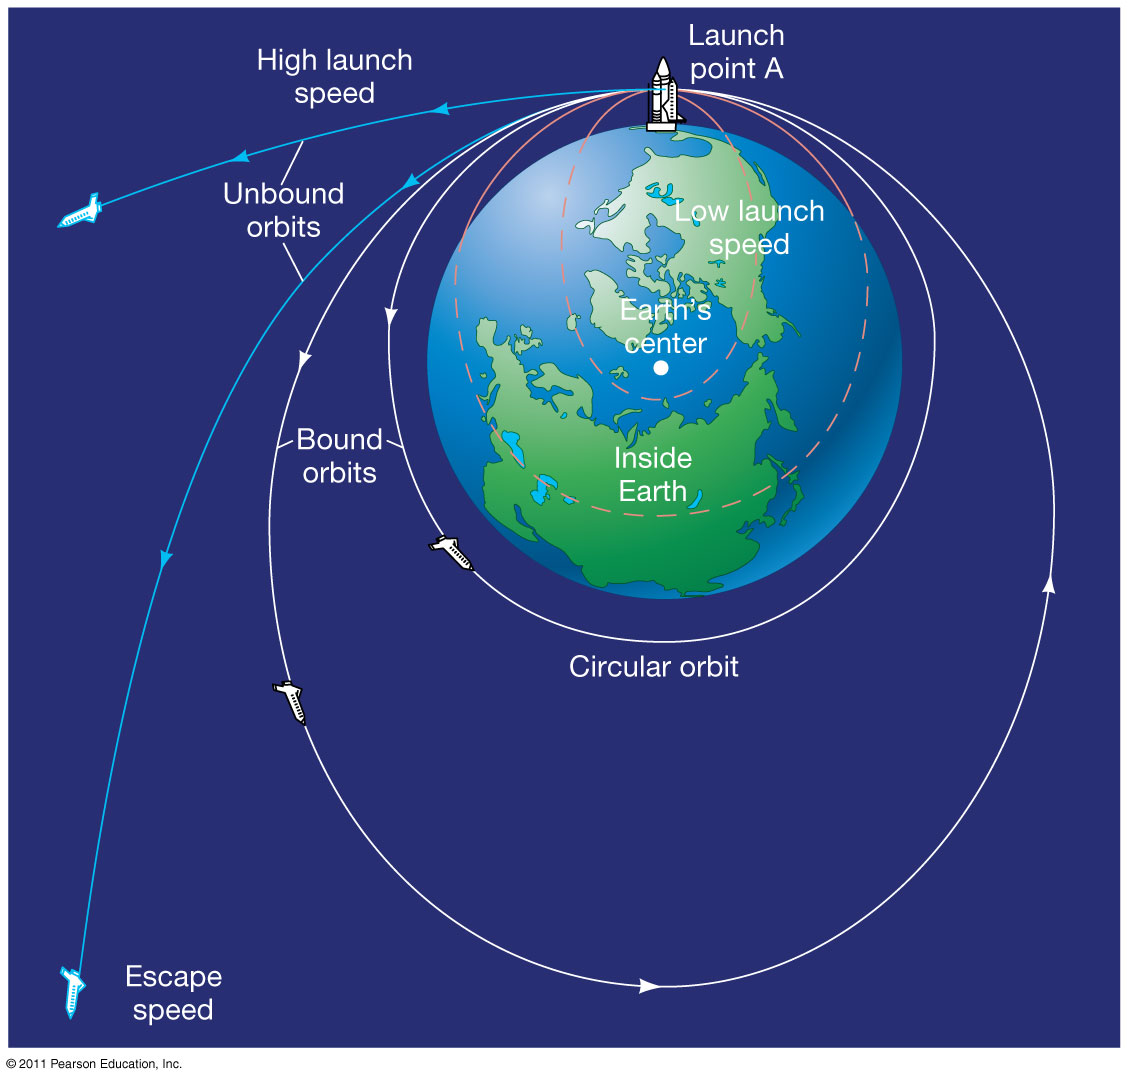 Launch
point A
High launch
speed
Unbound
orbits
Low launch
speed
Earth's
center
Bound
orbits
Inside
Earth
Circular orbit
Escape
speed
© 2011 Pearson Education, Inc.